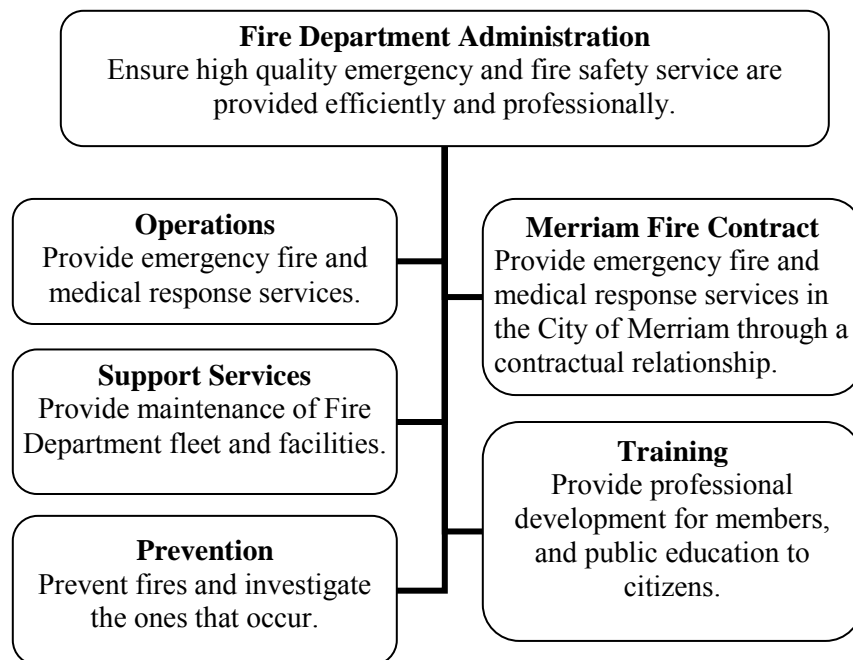 Fire Department Administration
Ensure high quality emergency and fire safety service are
provided efficiently and professionally.
Operations
Provide emergency fire and
medical response services.
Merriam Fire Contract
Provide emergency fire and
medical response services in
the City of Merriam through a
contractual relationship.
Support Services
Provide maintenance of Fire
Department fleet and facilities.
Training
Provide professional
development for members,
and public education to
citizens.
Prevention
Prevent fires and investigate
the ones that occur.